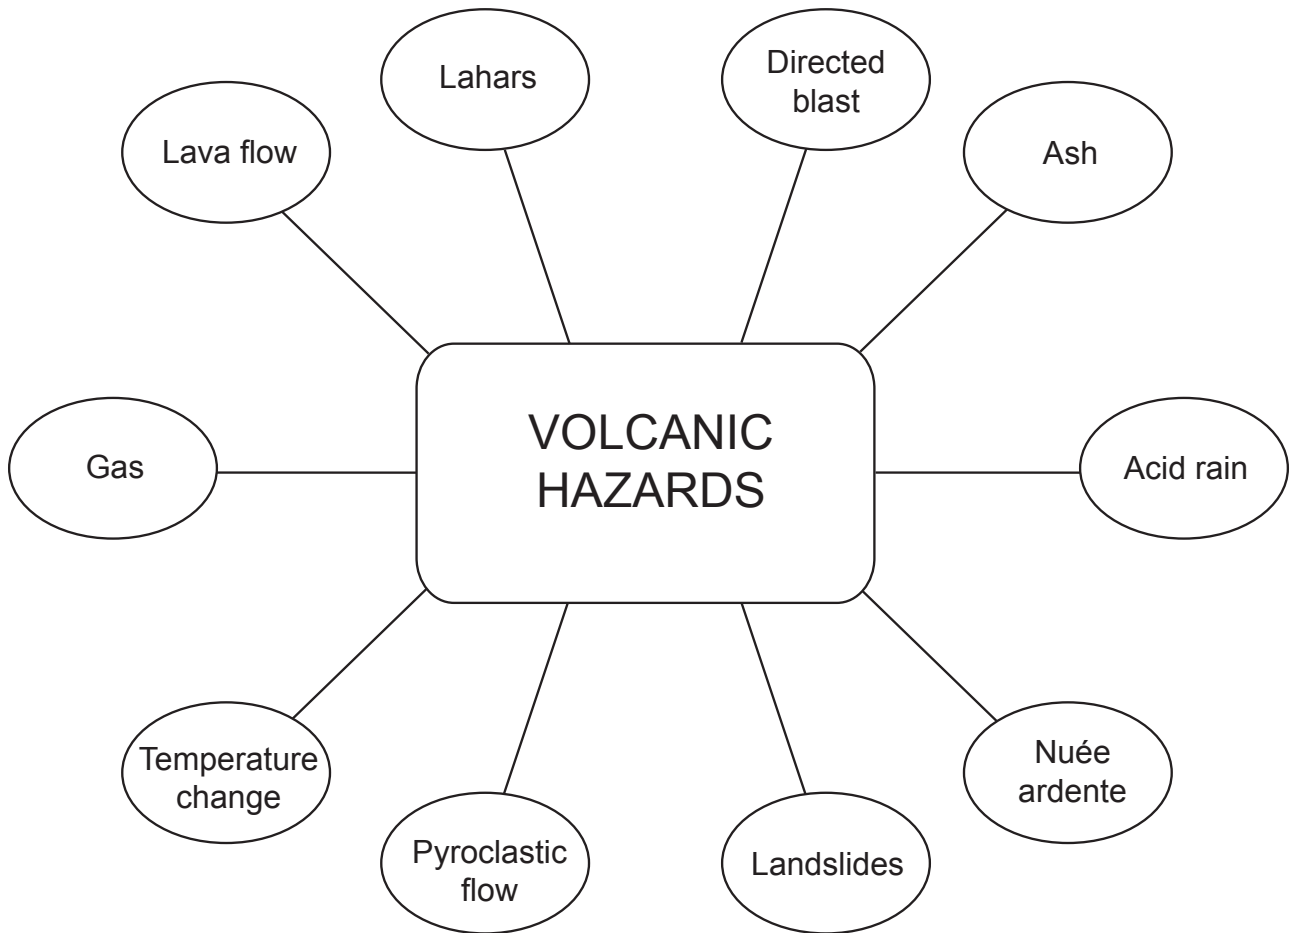 Lahars
Directed
blast
Lava flow
Ash
VOLCANIC
HAZARDS
Gas
Acid rain
Temperature
change
Nuée
ardente
Pyroclastic
flow
Landslides